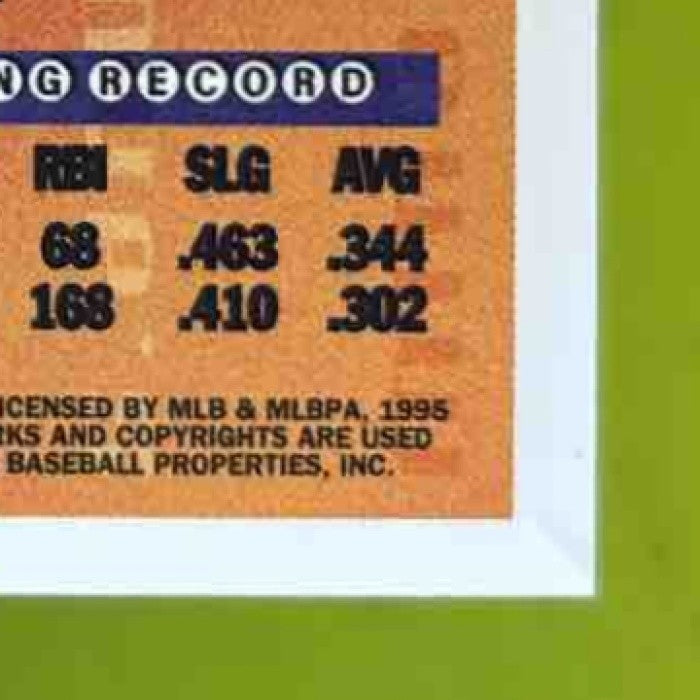 NG RECORD
RBI SLG AVG
68 .463 .344
168 .410 .302
ICENSED BY MLB & MLBPA, 1995
RKS AND COPYRIGHTS ARE USED
BASEBALL PROPERTIES, INC.